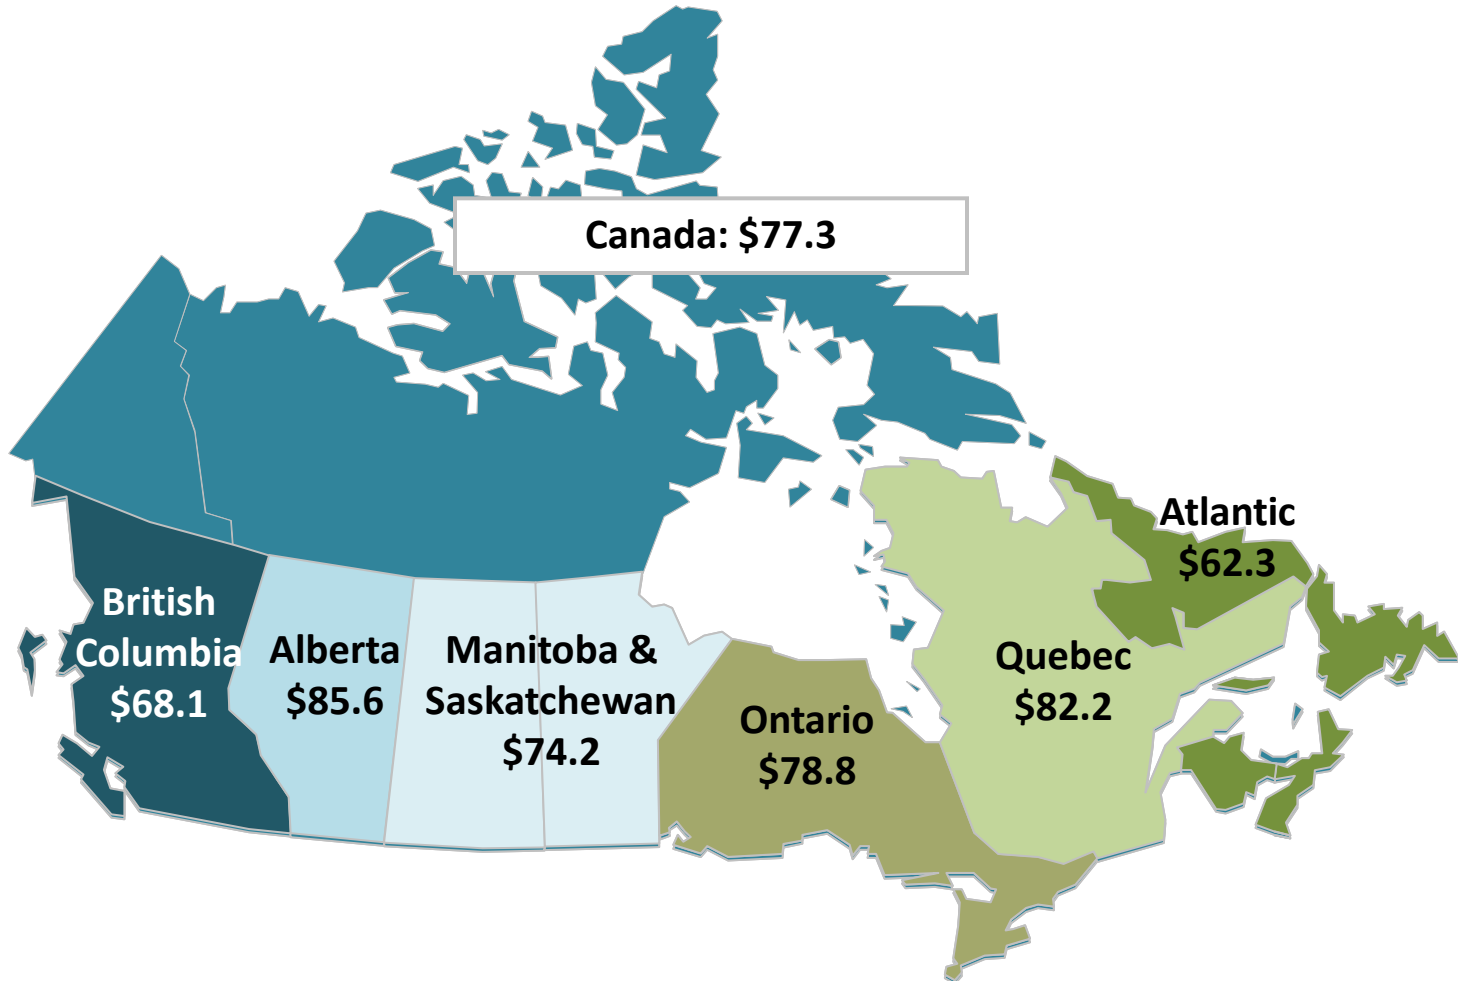 Canada: $77.3
Atlantic
$62.3
British
Columbia
$68.1
Alberta
$85.6
Manitoba &
Saskatchewan
$74.2
Quebec
$82.2
Ontario
$78.8